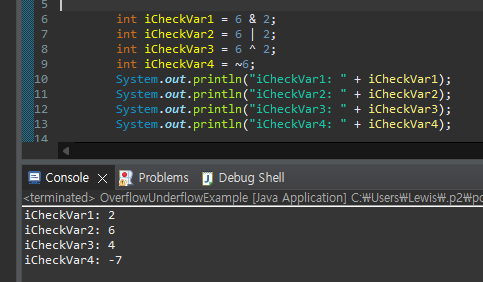 5
6 int iCheckVar1 = 6 & 2;
7 int iCheckVar2 = 6 | 2;
8 int iCheckVar3 = 6 ^ 2;
9 int iCheckVar4 = ~6;
10 System.out.println("iCheckVar1: " + iCheckVar1);
11 System.out.println("iCheckVar2: " + iCheckVar2);
12 System.out.println("iCheckVar3: " + iCheckVar3);
13 System.out.println("iCheckVar4: " + iCheckVar4);
14
Console Problems Debug Shell
<terminated> OverflowUnderflowExample [Java Application] C:₩Users₩Lewis₩.p2₩po
iCheckVar1: 2
iCheckVar2: 6
iCheckVar3: 4
iCheckVar4: -7